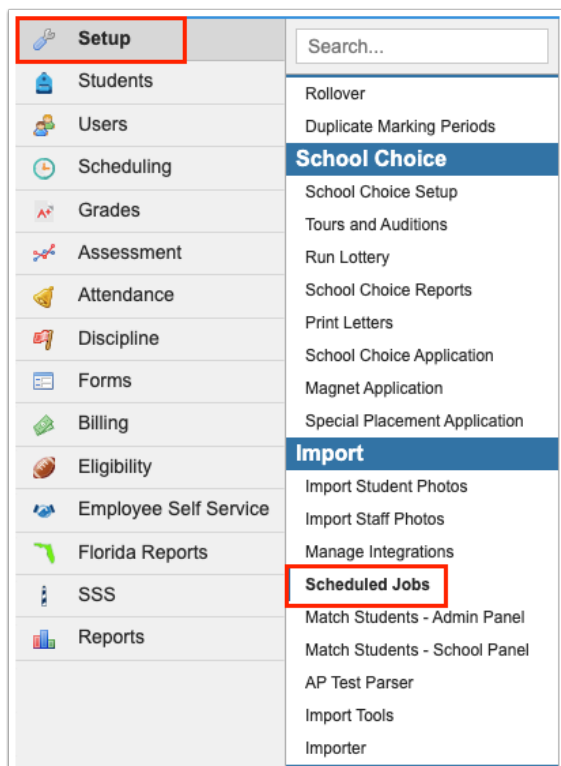 Setup
Students
Users
Scheduling
A+
Grades
Assessment
Attendance
Discipline
Forms
Billing
Eligibility
Employee Self Service
Florida Reports
SSS
Reports
Search...
Rollover
Duplicate Marking Periods
School Choice
School Choice Setup
Tours and Auditions
Run Lottery
School Choice Reports
Print Letters
School Choice Application
Magnet Application
Special Placement Application
Import
Import Student Photos
Import Staff Photos
Manage Integrations
Scheduled Jobs
Match Students - Admin Panel
Match Students - School Panel
AP Test Parser
Import Tools
Importer